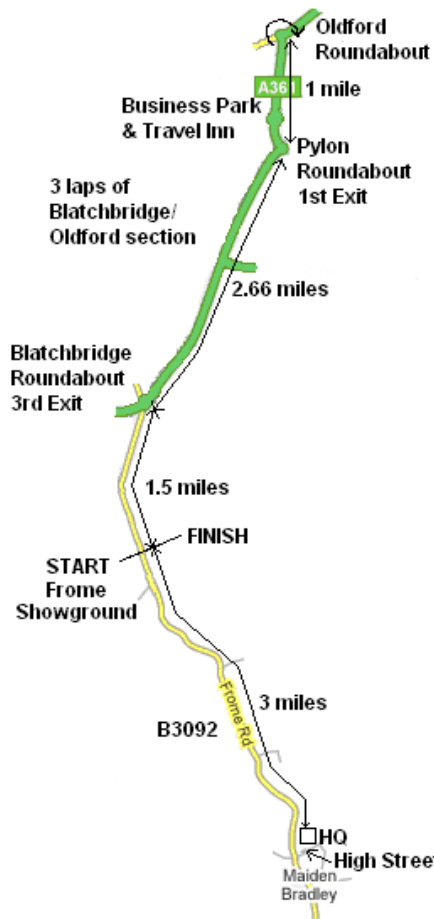 Oldford
Roundabout
A361
1 mile
Business Park
& Travel Inn
Pylon
Roundabout
1st Exit
3 laps of
Blatchbridge/
Oldford section
2.66 miles
Blatchbridge
Roundabout
3rd Exit
1.5 miles
FINISH
START
Frome
Showground
3 miles
Frome Rd
B3092
HQ
High Street
Maiden
Bradley